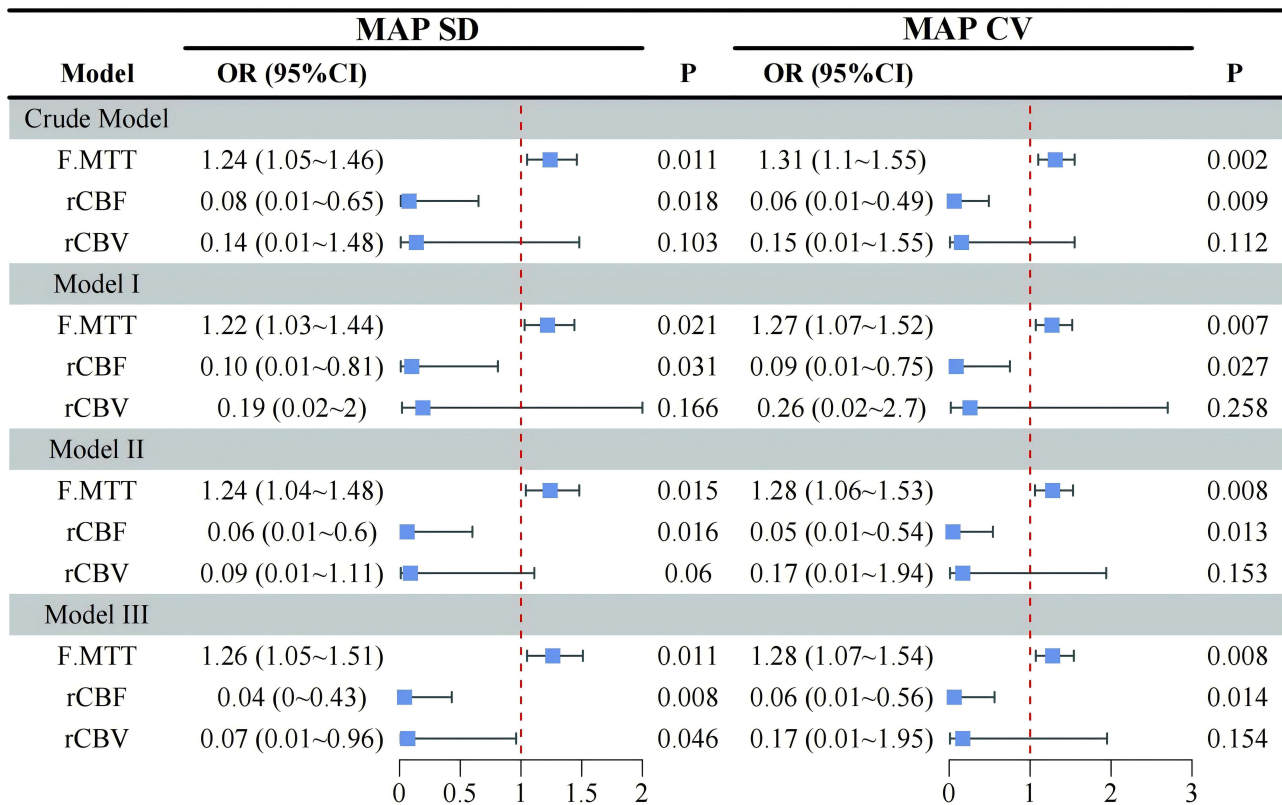 MAP SD MAP CV
Model OR (95%CI) P OR (95%CI) P
Crude Model
F.MTT 1.24 (1.05~1.46) 0.011 1.31 (1.1~1.55) 0.002
rCBF 0.08 (0.01~0.65) 0.018 0.06 (0.01~0.49) 0.009
rCBV 0.14 (0.01~1.48) 0.103 0.15 (0.01~1.55) 0.112
Model I
F.MTT 1.22 (1.03~1.44) 0.021 1.27 (1.07~1.52) 0.007
rCBF 0.10 (0.01~0.81) 0.031 0.09 (0.01~0.75) 0.027
rCBV 0.19 (0.02~2) 0.166 0.26 (0.02~2.7) 0.258
Model II
F.MTT 1.24 (1.04~1.48) 0.015 1.28 (1.06~1.53) 0.008
rCBF 0.06 (0.01~0.6) 0.016 0.05 (0.01~0.54) 0.013
rCBV 0.09 (0.01~1.11) 0.06 0.17 (0.01~1.94) 0.153
Model III
F.MTT 1.26 (1.05~1.51) 0.011 1.28 (1.07~1.54) 0.008
rCBF 0.04 (0~0.43) 0.008 0.06 (0.01~0.56) 0.014
rCBV 0.07 (0.01~0.96) 0.046 0.17 (0.01~1.95) 0.154
0 0.5 1 1.5 2 0 1 2 3